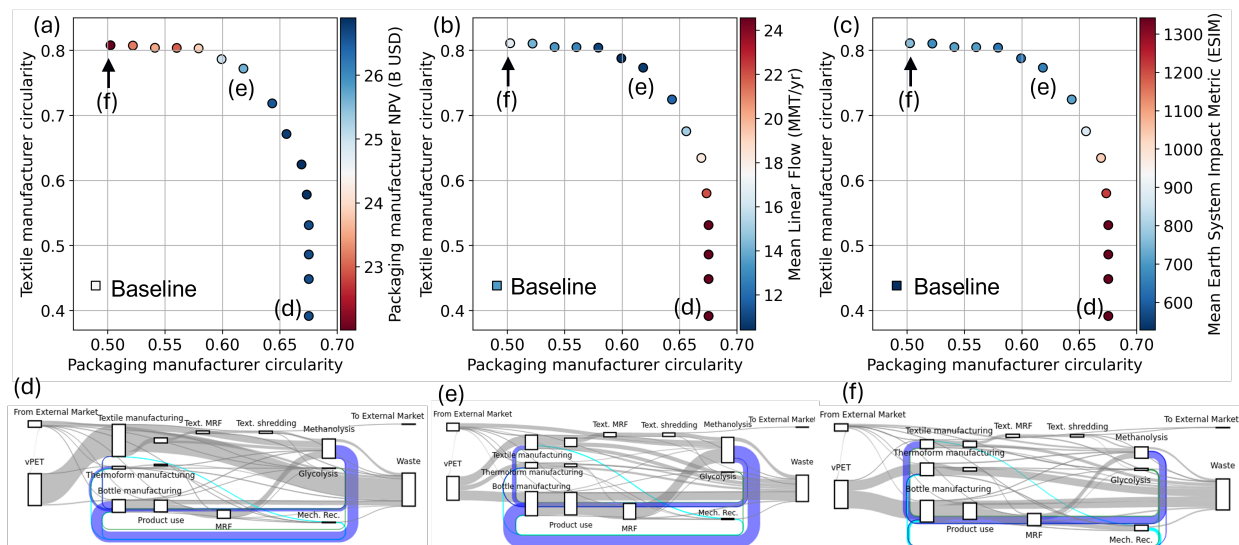 (a)
Textile manufacturer circularity
0.8
0.7
0.6
0.5
0.4
0.50
0.55
0.60
0.65
0.70
Packaging manufacturer circularity
(f)
(e)
(d)
Baseline
26
25
24
23
Packaging manufacturer NPV (B USD)
(b)
Textile manufacturer circularity
0.8
0.7
0.6
0.5
0.4
0.50
0.55
0.60
0.65
0.70
Packaging manufacturer circularity
(f)
(e)
(d)
Baseline
24
22
20
18
16
14
12
Mean Linear Flow (MMT/yr)
(c)
Textile manufacturer circularity
0.8
0.7
0.6
0.5
0.4
0.50
0.55
0.60
0.65
0.70
Packaging manufacturer circularity
(f)
(e)
(d)
Baseline
1300
1200
1100
1000
900
800
700
600
Mean Earth System Impact Metric (ESIM)
(d)
From External Market
Textile manufacturing
Text. MRF
Text. shredding
To External Market
Methanolysis
vPET
Thermoform manufacturing
Glycolysis
Waste
Bottle manufacturing
Product use
MRF
Mech. Rec.
(e)
From External Market
Text. MRF
Text. shredding
To External Market
Methanolysis
vPET
Textile manufacturing
Thermoform manufacturing
Glycolysis
Waste
Bottle manufacturing
Product use
MRF
Mech. Rec.
(f)
From External Market
Textile manufacturing
Text. MRF
Text. shredding
To External Market
Methanolysis
vPET
Thermoform manufacturing
Glycolysis
Waste
Bottle manufacturing
Product use
MRF
Mech. Rec.